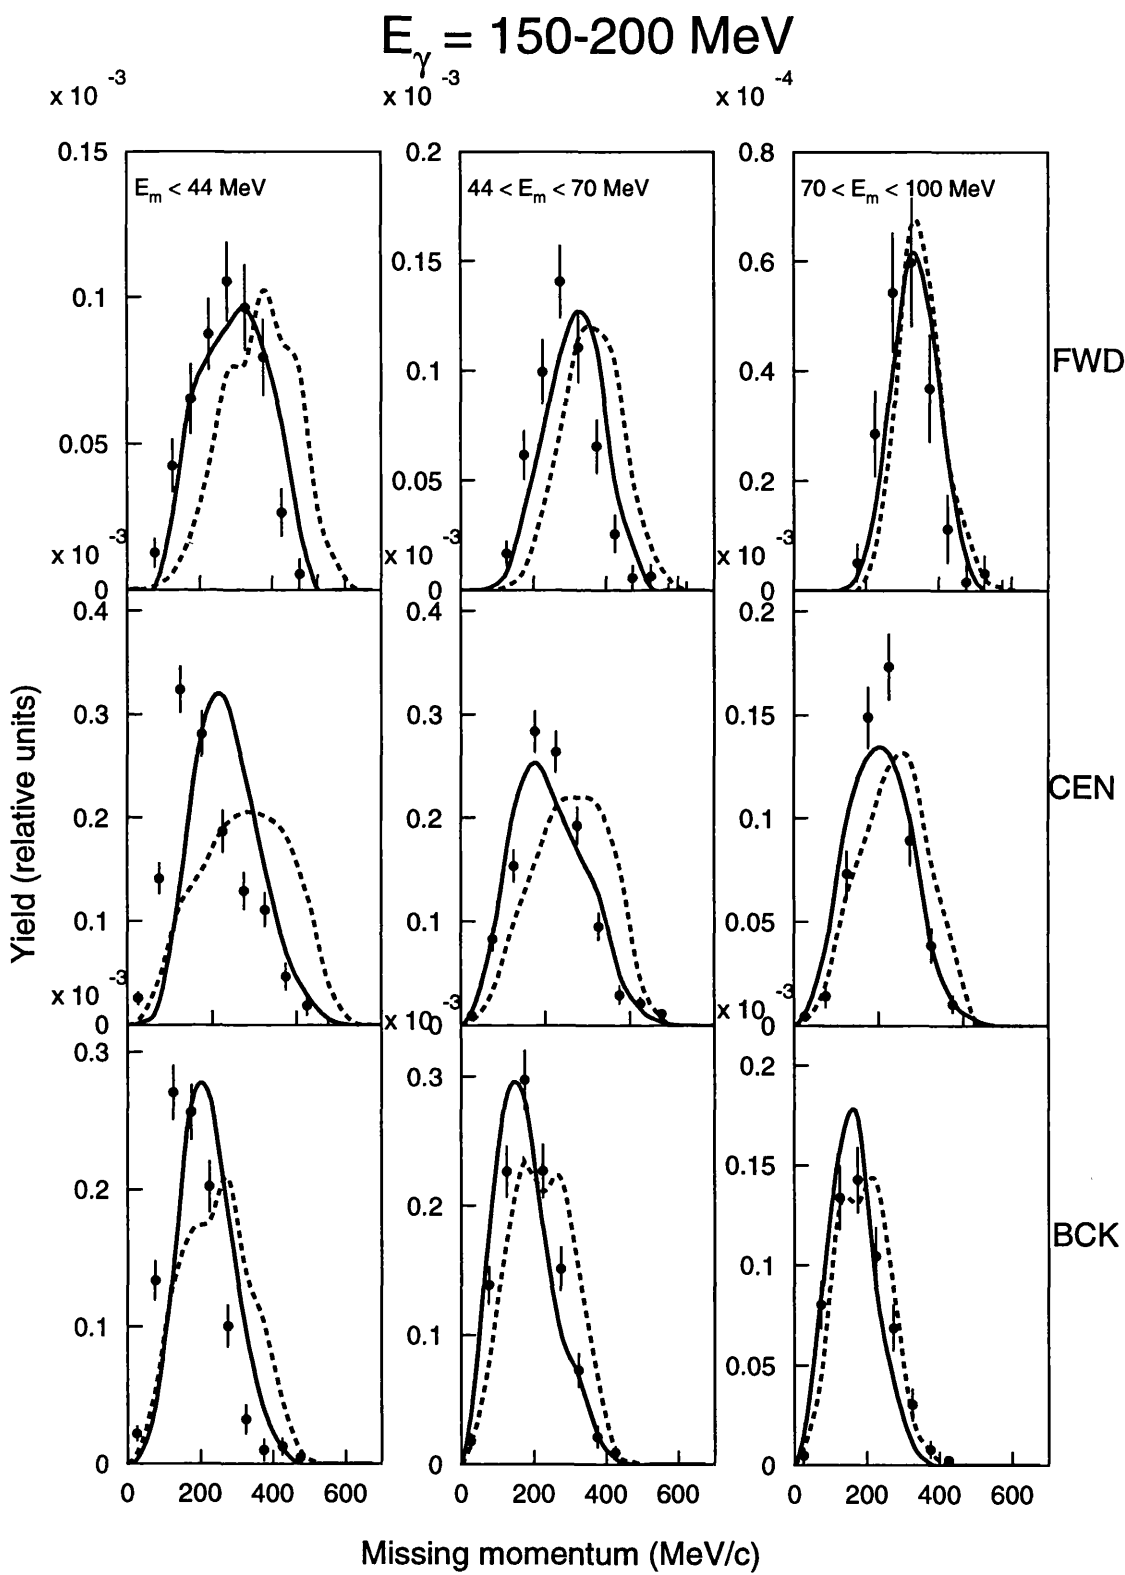 E_γ = 150-200 MeV
x 10 -3 x 10 -3 x 10 -4
0.15 0.2 0.8
E_m < 44 MeV 44 < E_m < 70 MeV 70 < E_m < 100 MeV
0.15 0.6
0.1 0.1 0.4 FWD
0.05 0.05 0.2
x 10 -3 x 10 -3 x 10 -3
0 0 0
0.4 0.4 0.2
0.3 0.3 0.15
CEN
0.2 0.2 0.1
0.1 0.1 0.05
x 10 -3 x 10 -3 x 10 -3
0 0 0
0.3 0.3 0.2
0.2 0.2 0.15
BCK
0.1 0.1 0.1
0.05
0 0 0
0 200 400 600 0 200 400 600 0 200 400 600
Yield (relative units)
Missing momentum (MeV/c)